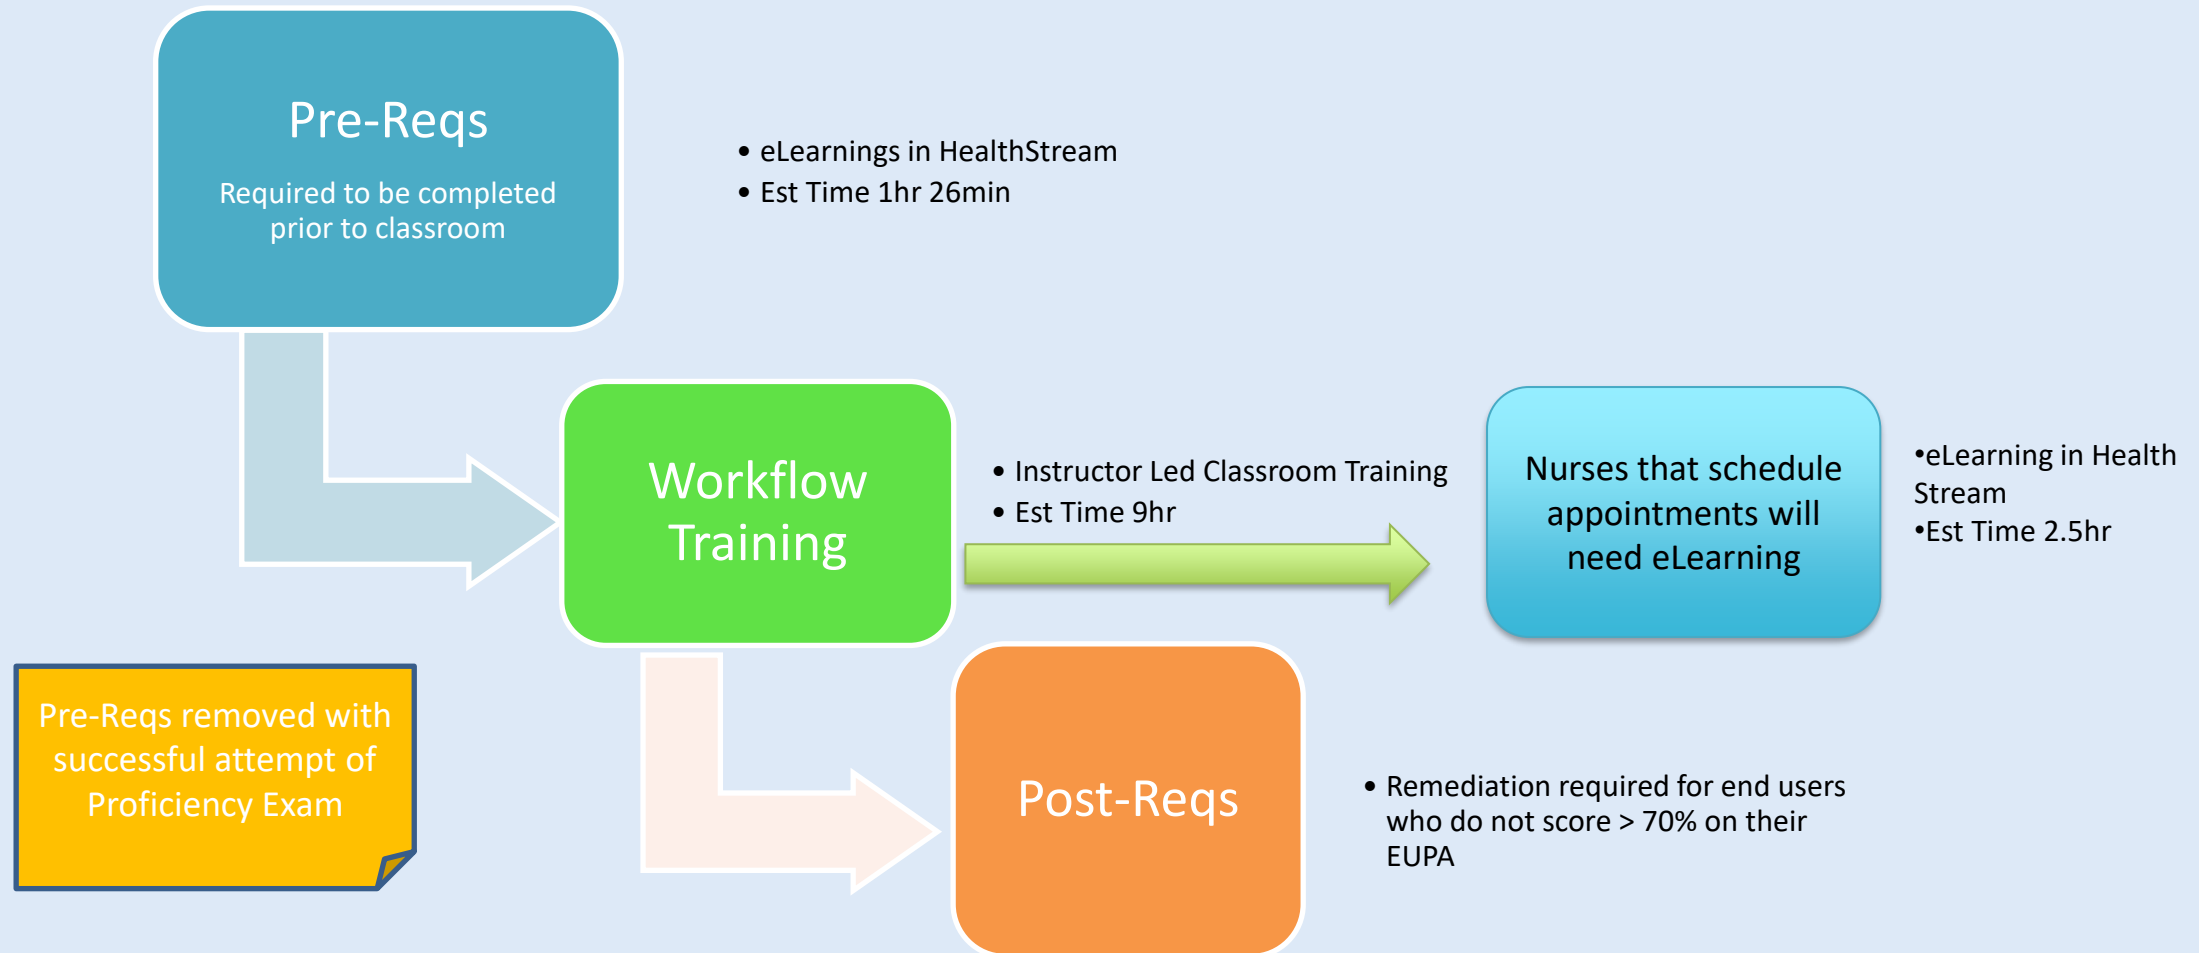 Pre-Reqs
Required to be completed
prior to classroom
• eLearnings in HealthStream
• Est Time 1hr 26min
Workflow
Training
• Instructor Led Classroom Training
• Est Time 9hr
Nurses that schedule
appointments will
need eLearning
•eLearning in Health
Stream
•Est Time 2.5hr
Pre-Reqs removed with
successful attempt of
Proficiency Exam
Post-Reqs
• Remediation required for end users
who do not score > 70% on their
EUPA